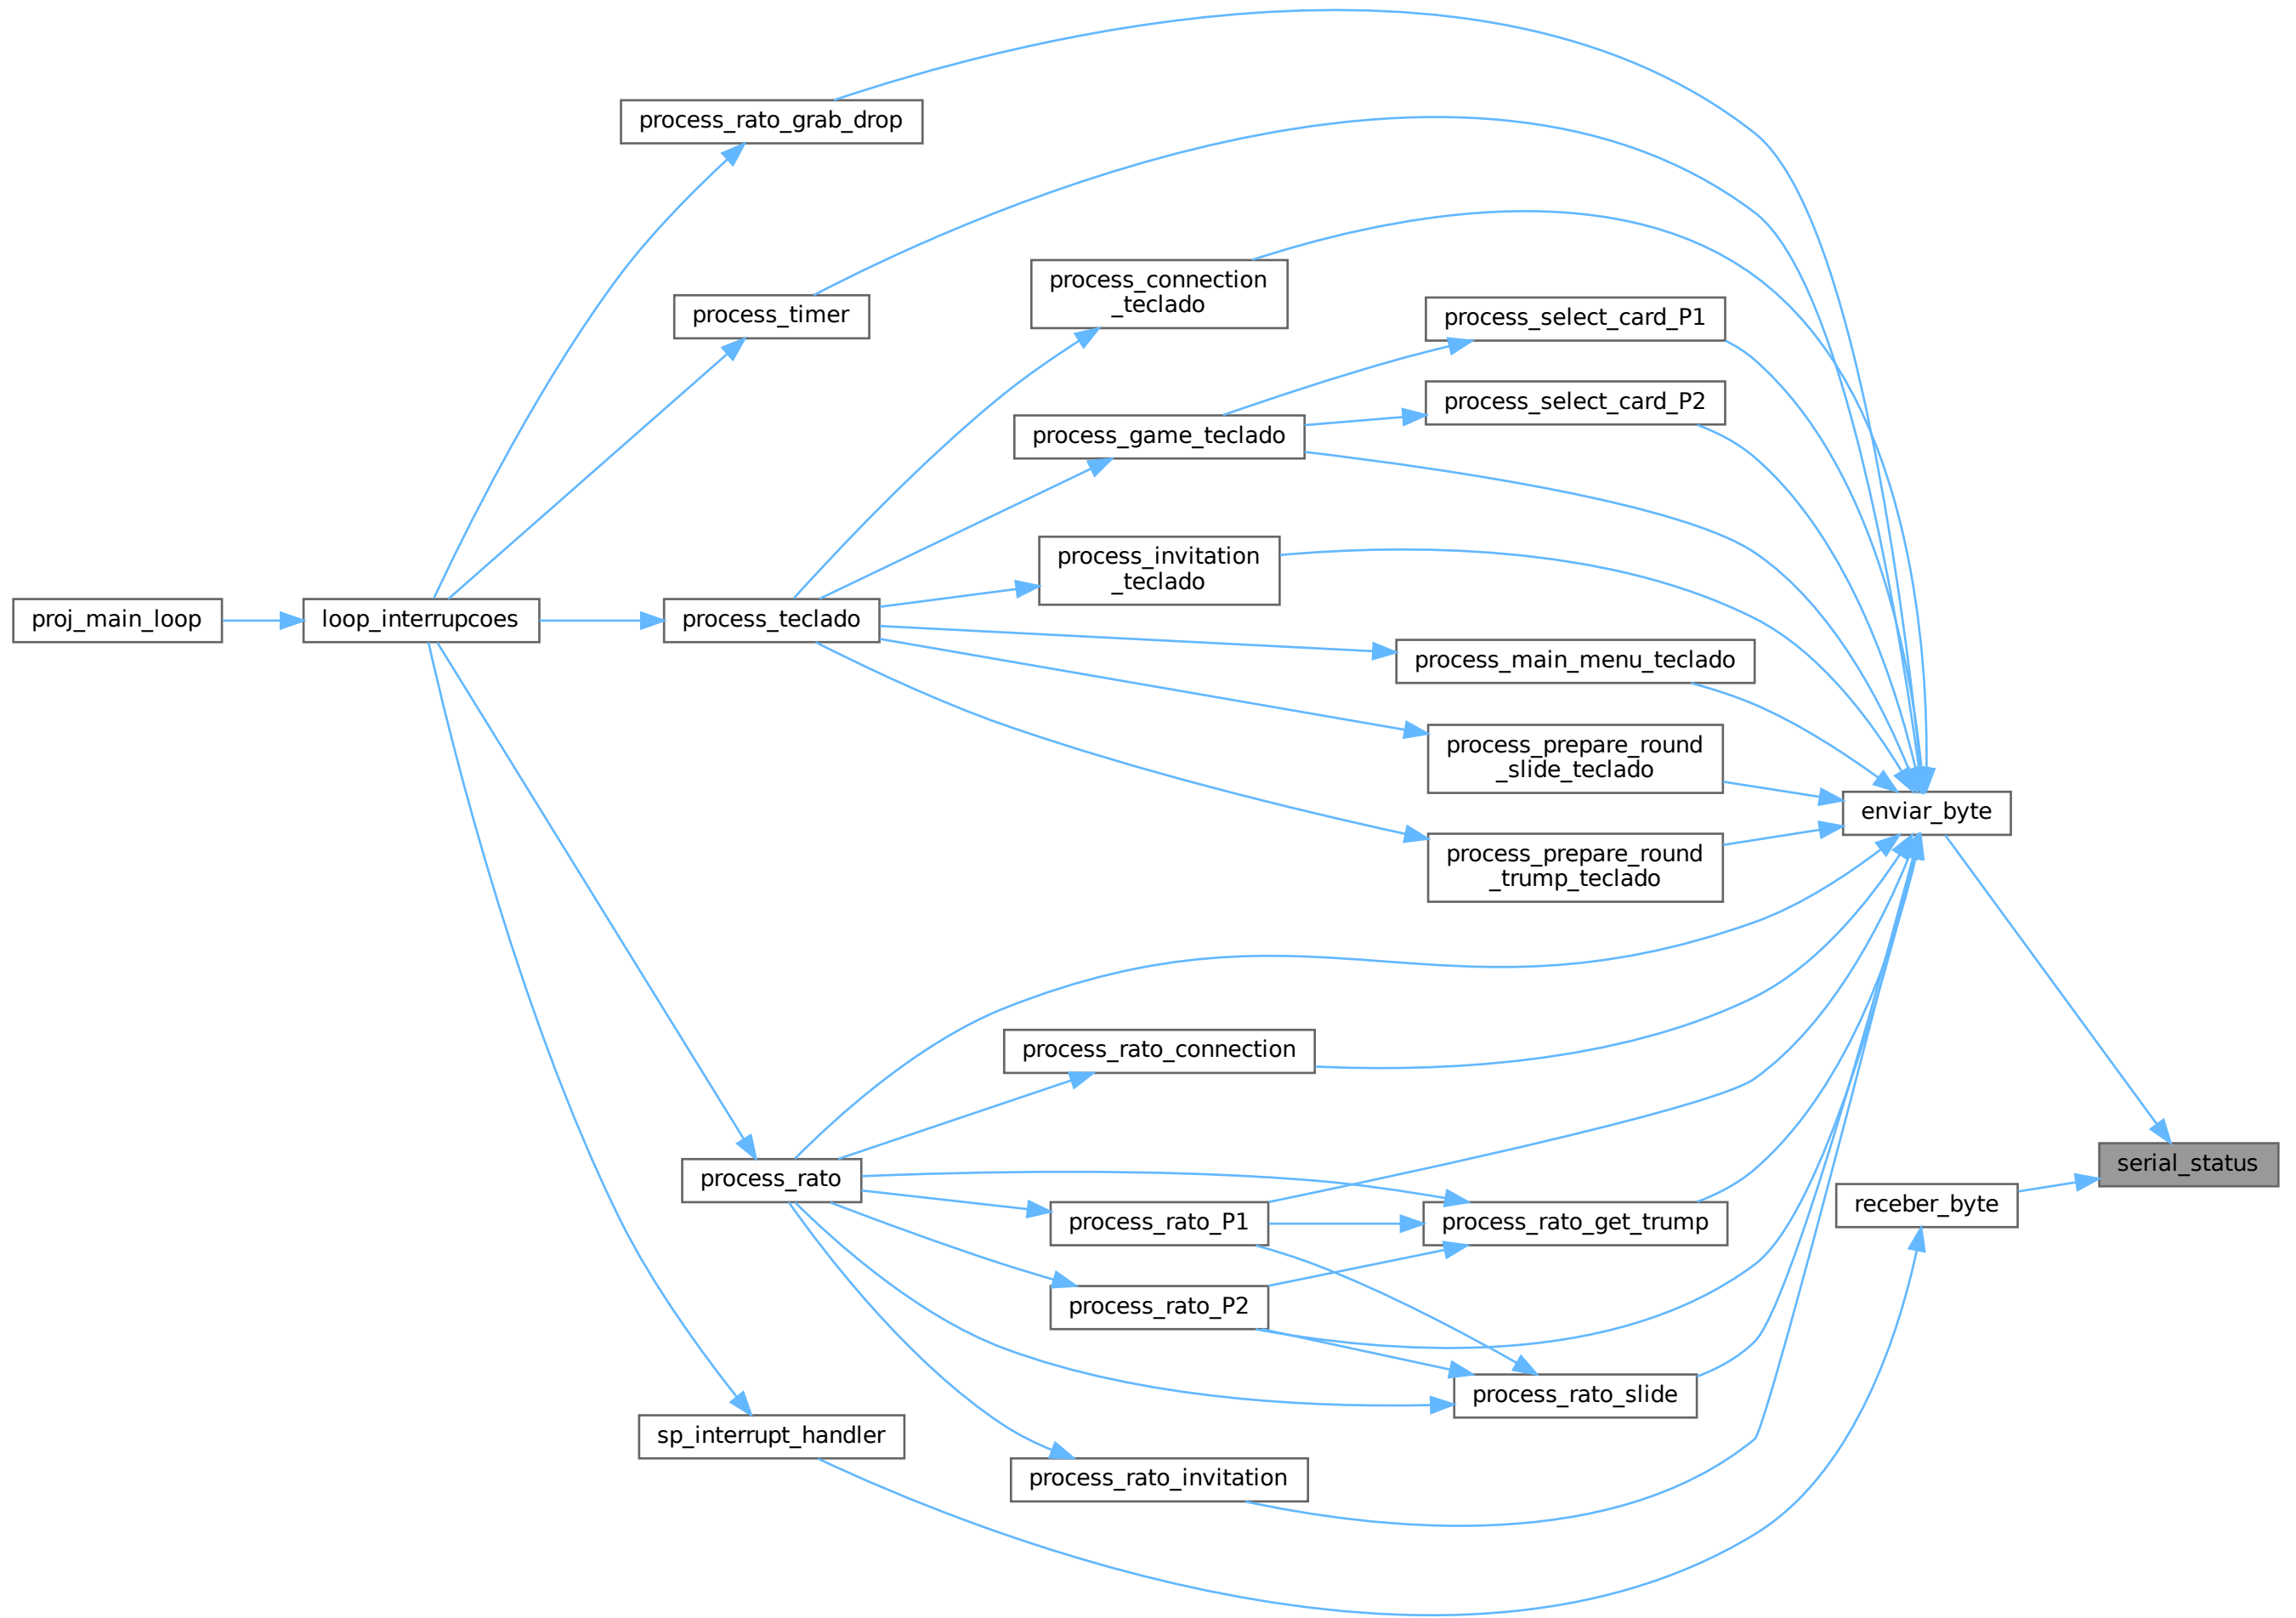 process_rato_grab_drop
process_connection
_teclado
process_timer
process_select_card_P1
process_select_card_P2
process_game_teclado
process_invitation
_teclado
proj_main_loop
loop_interrupcoes
process_teclado
process_main_menu_teclado
process_prepare_round
_slide_teclado
enviar_byte
process_prepare_round
_trump_teclado
process_rato_connection
serial_status
process_rato
receber_byte
process_rato_P1
process_rato_get_trump
process_rato_P2
process_rato_slide
sp_interrupt_handler
process_rato_invitation